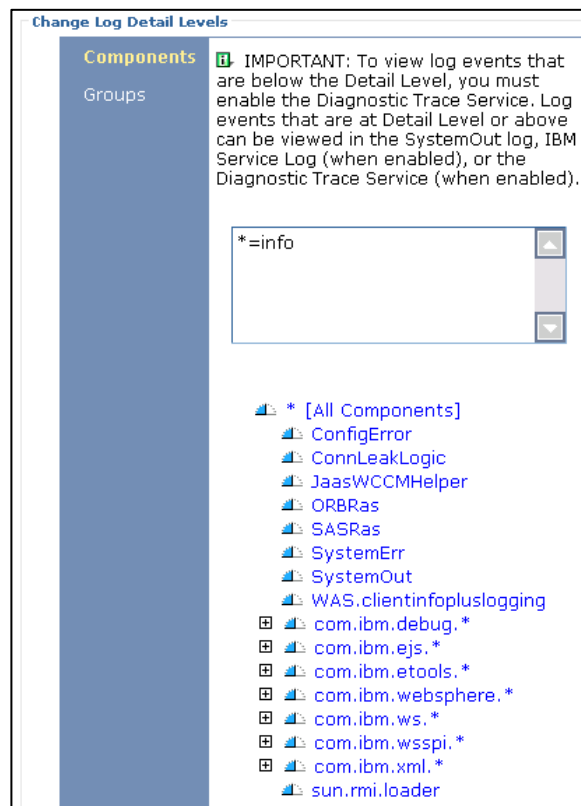 Change Log Detail Levels
Components
Groups
IMPORTANT: To view log events that
are below the Detail Level, you must
enable the Diagnostic Trace Service. Log
events that are at Detail Level or above
can be viewed in the SystemOut log, IBM
Service Log (when enabled), or the
Diagnostic Trace Service (when enabled).
*=info
* [All Components]
ConfigError
ConnLeakLogic
JaasWCCMHelper
ORBRas
SASRas
SystemErr
SystemOut
WAS.clientinfopluslogging
com.ibm.debug.*
com.ibm.ejs.*
com.ibm.etools.*
com.ibm.websphere.*
com.ibm.ws.*
com.ibm.wsspi.*
com.ibm.xml.*
sun.rmi.loader